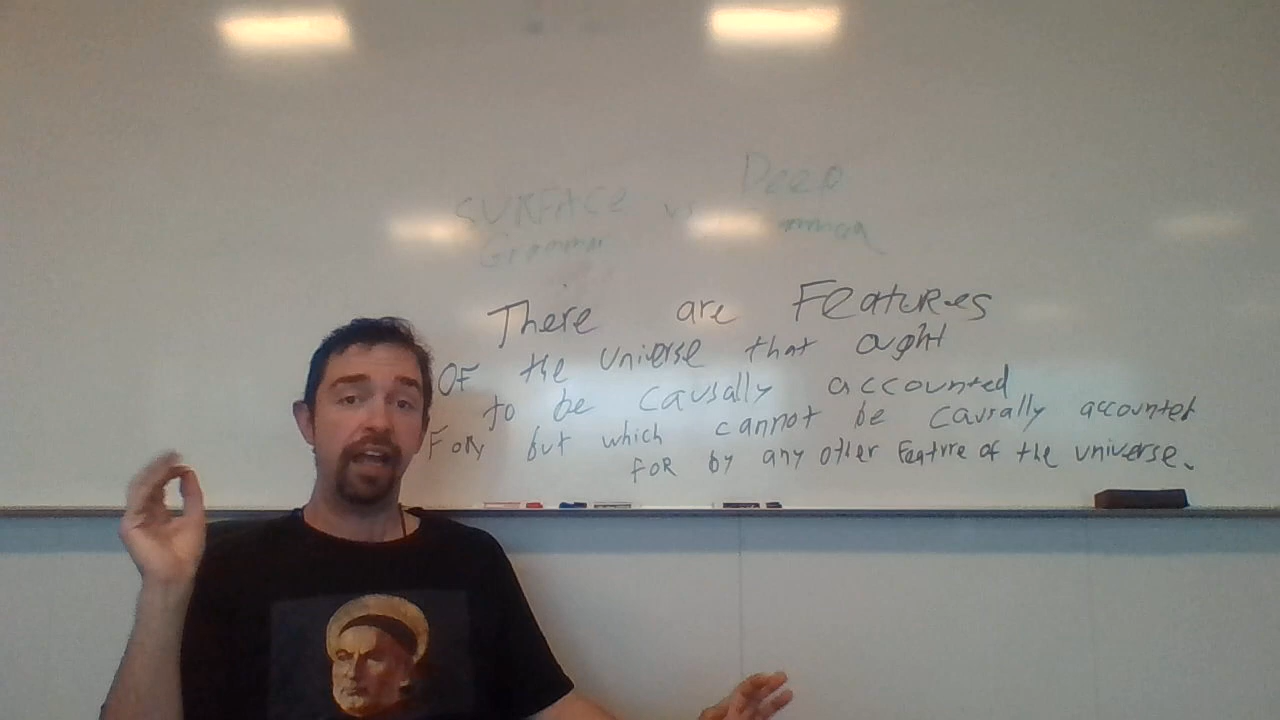 SURFACE vs Deep
Grammar
There are Features
OF the universe that ought
to be causally accounted
For but which cannot be causally accounted
FOR by any other Feature of the universe.